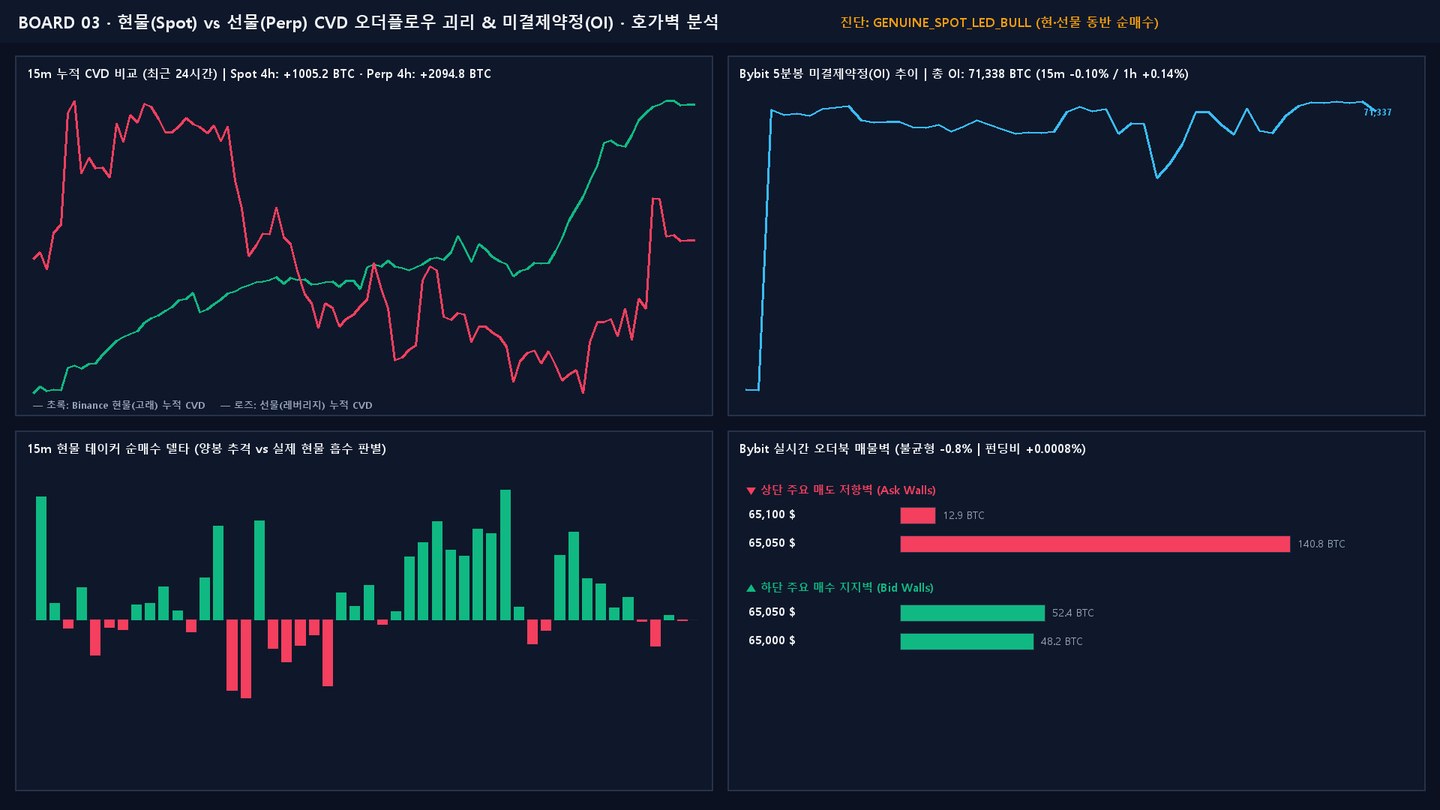 BOARD 03 · 현물(Spot) vs 선물(Perp) CVD 오더플로우 괴리 & 미결제약정(OI) · 호가벽 분석
진단: GENUINE_SPOT_LED_BULL (현·선물 동반 순매수)
15m 누적 CVD 비교 (최근 24시간) | Spot 4h: +1005.2 BTC · Perp 4h: +2094.8 BTC
— 초록: Binance 현물(고래) 누적 CVD
— 로즈: 선물(레버리지) 누적 CVD
Bybit 5분봉 미결제약정(OI) 추이 | 총 OI: 71,338 BTC (15m -0.10% / 1h +0.14%)
71,337
15m 현물 테이커 순매수 델타 (양봉 추격 vs 실제 현물 흡수 판별)
Bybit 실시간 오더북 매물벽 (불균형 -0.8% | 펀딩비 +0.0008%)
▼ 상단 주요 매도 저항벽 (Ask Walls)
65,100 $ 12.9 BTC
65,050 $ 140.8 BTC
▲ 하단 주요 매수 지지벽 (Bid Walls)
65,050 $ 52.4 BTC
65,000 $ 48.2 BTC